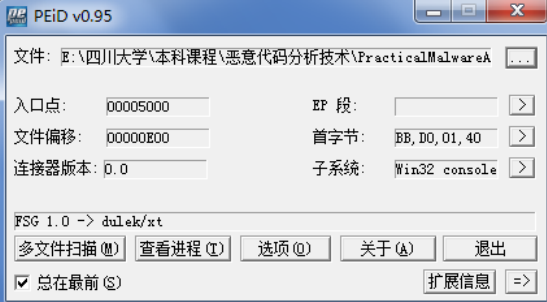 PEiD v0.95
文件: E:\四川大学\本科课程\恶意代码分析技术\PracticalMalwareA ...
入口点: 00005000 EP 段: >
文件偏移: 00000E00 首字节: BB,D0,01,40 >
连接器版本: 0.0 子系统: Win32 console >
FSG 1.0 -> dulek/xt
多文件扫描(M) 查看进程(T) 选项(O) 关于(A) 退出
总在最前(S) 扩展信息 =>